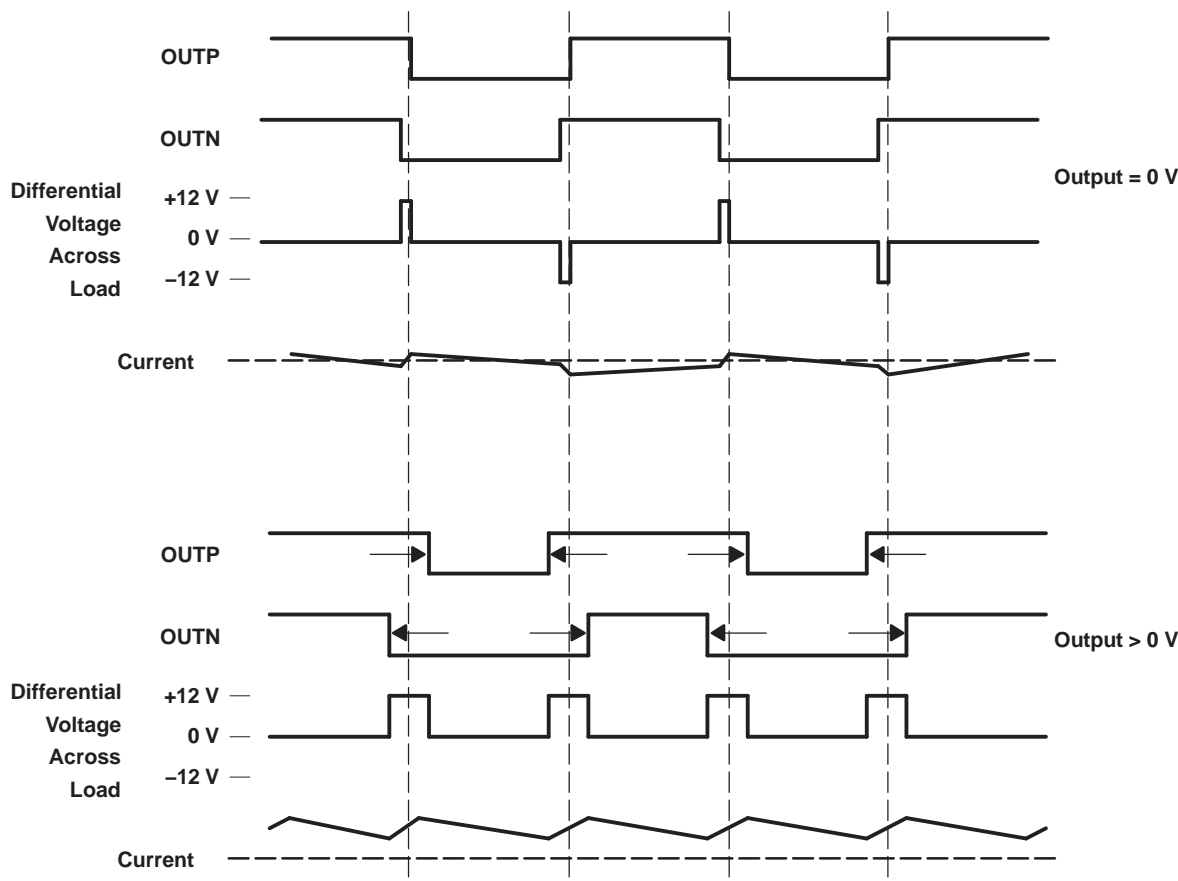 OUTP
OUTN
Output = 0 V
Differential
Voltage
Across
Load
+12 V
0 V
–12 V
Current
OUTP
OUTN
Output > 0 V
Differential
Voltage
Across
Load
+12 V
0 V
–12 V
Current